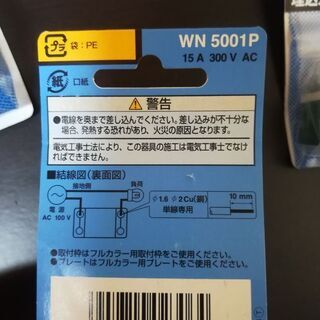 プラ 袋：PE
WN 5001P
紙 口紙
15 A 300 V AC
警告
●電線を奥まで差し込んでください。差し込みが不十分な
場合、発熱する恐れがあり、火災の原因となります。
電気工事士法により、この器具の施工は電気工事士でなけ
ればできません。
■結線図(裏面図)
接地側
負荷
電源
AC 100 V
φ1.6 φ2Cu(銅)
単線専用
10 mm
●取付枠はフルカラー用取付枠をご使用ください。
●プレートはフルカラー用プレートをご使用ください。